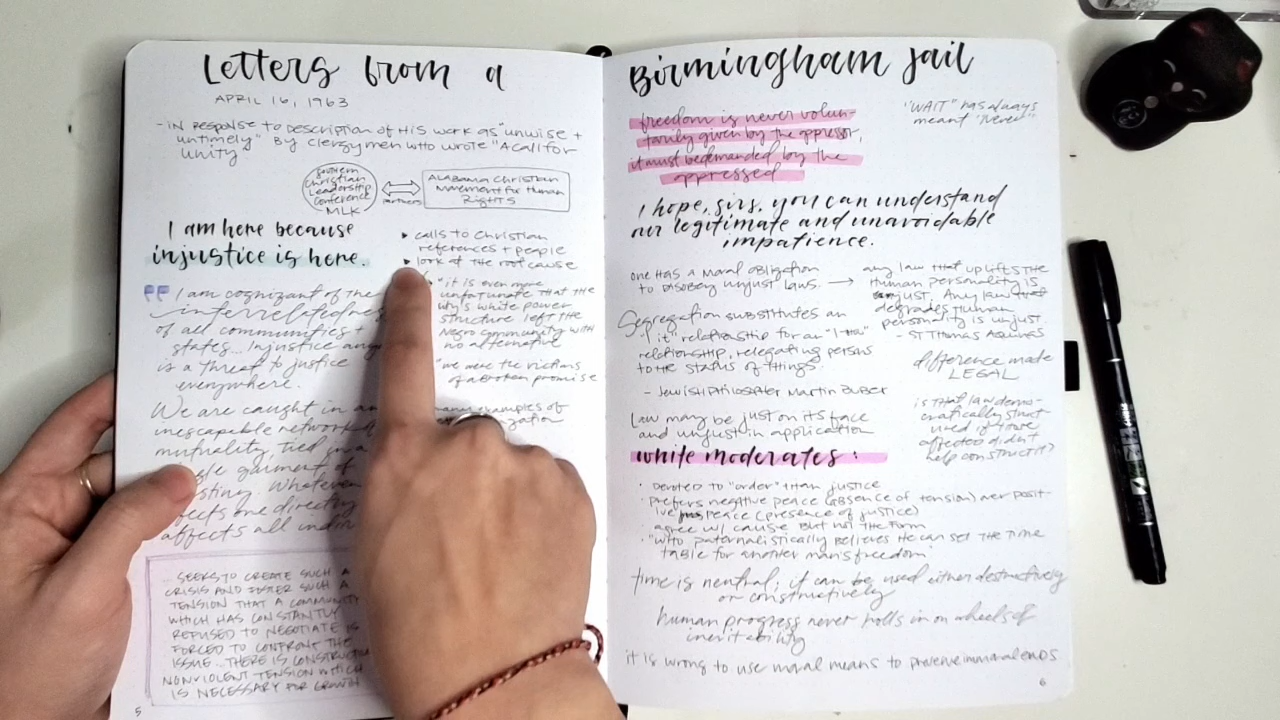 Letters from a
APRIL 16, 1963
- IN RESPONSE TO DESCRIPTION OF HIS WORK AS "UNWISE +
UNTIMELY" BY CLERGYMEN WHO WROTE "A CALL FOR
UNITY"
Southern
Christian
Leadership
Conference
MLK
partners
ALABAMA CHRISTIAN
MOVEMENT FOR HUMAN
RIGHTS
I am here because
injustice is here.
calls to Christian
references + people
look at the root cause
"it is even more
unfortunate that the
city's white power
structure left the
Negro community with
no alternative
"we were the victims
of a broken promise
many examples of
I am cognizant of the
interrelatedness
of all communities +
states... Injustice any
is a threat to justice
everywhere.
We are caught in an
inescapable network of
mutuality, tied in a
garment of
Whatever
one directly
affects all
... SEEKS TO CREATE SUCH A
CRISIS AND FOSTER SUCH A
TENSION THAT A COMMUNITY
WHICH HAS CONSTANTLY
REFUSED TO NEGOTIATE IS
FORCED TO CONFRONT THE
ISSUE... THERE IS
NONVIOLENT TENSION WHICH
IS NECESSARY FOR GROWTH
5
Birmingham Jail
freedom is never volun-
tarily given by the oppressor,
it must be demanded by the
oppressed
"WAIT" has always
meant "Never"
I hope, sirs, you can understand
our legitimate and unavoidable
impatience.
one has a moral obligation
to disobey unjust laws. →
any law that uplifts the
human personality is
just. Any law that
degrades human
personality is unjust.
- ST Thomas Aquinas
Segregation substitutes an
"I it" relationship for an "I-thou"
relationship, relegating persons
to the status of things.
- Jewish Philosopher Martin Buber
difference made
LEGAL
Law may be just on its face
and unjust in application
is that law demo-
cratically struct-
ured if those
affected didn't
help construct it?
white moderates:
· Devoted to "order" than justice
· prefers negative peace (absence of tension) over posit-
ive peace (presence of justice)
· agree w/ cause but not the form
· "who paternalistically believes he can set the time
table for another man's freedom"
time is neutral; it can be used either destructively
or constructively
human progress never rolls in on wheels of
inevitability
it is wrong to use moral means to preserve immoral ends
6